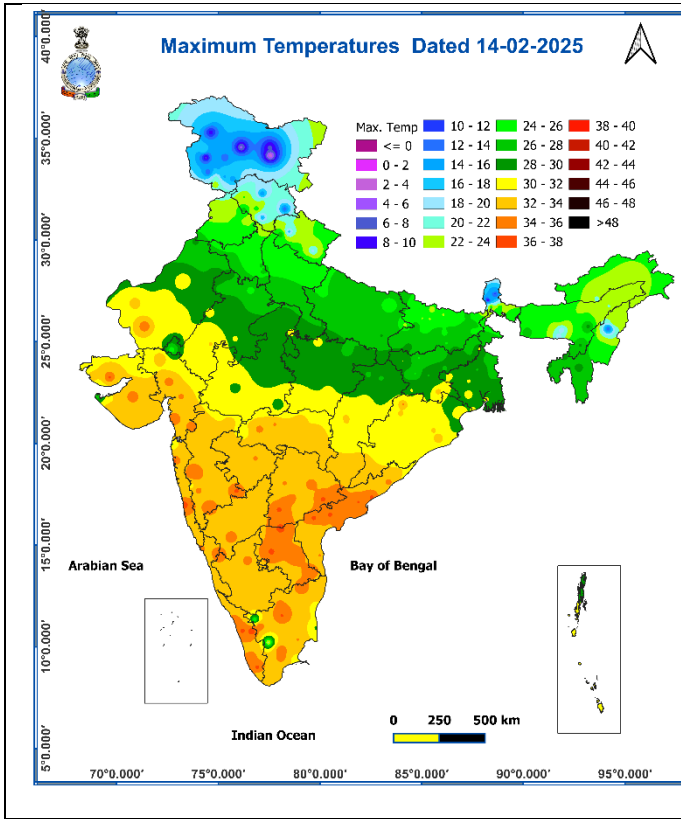 Maximum Temperatures Dated 14-02-2025
Max. Temp
<= 0
0 - 2
2 - 4
4 - 6
6 - 8
8 - 10
10 - 12
12 - 14
14 - 16
16 - 18
18 - 20
20 - 22
22 - 24
24 - 26
26 - 28
28 - 30
30 - 32
32 - 34
34 - 36
36 - 38
38 - 40
40 - 42
42 - 44
44 - 46
46 - 48
>48
40°0.000'
35°0.000'
30°0.000'
25°0.000'
20°0.000'
15°0.000'
10°0.000'
5°0.000'
Arabian Sea
Bay of Bengal
Indian Ocean
0 250 500 km
70°0.000' 75°0.000' 80°0.000' 85°0.000' 90°0.000' 95°0.000'